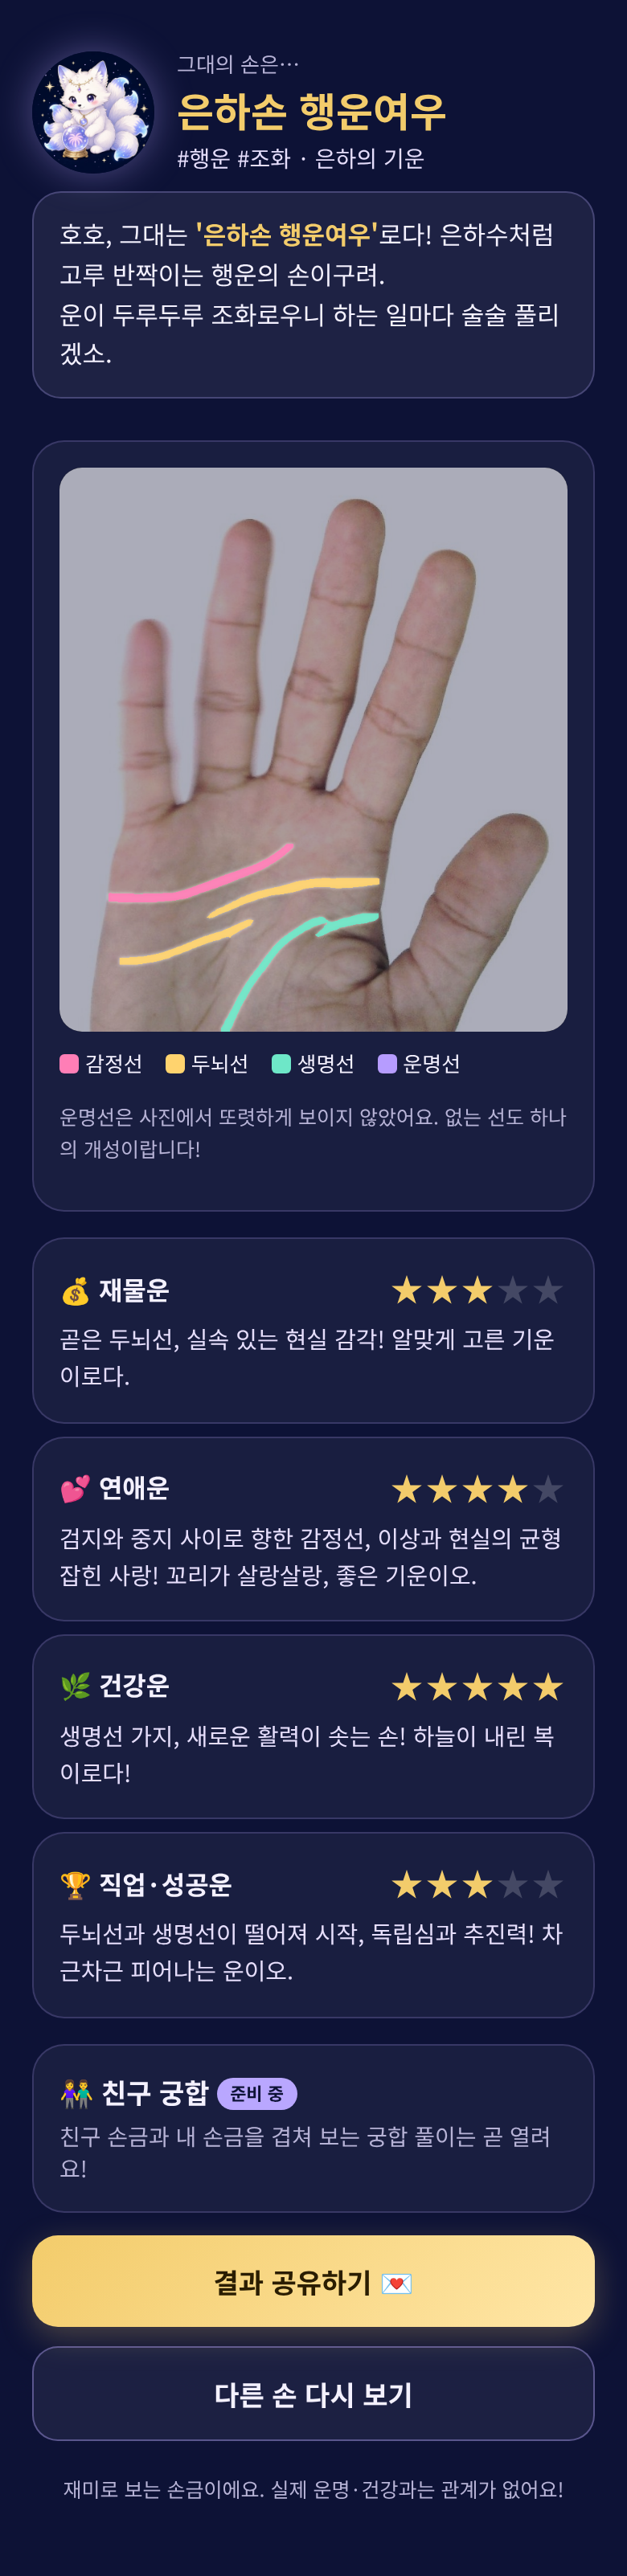 그대의 손은…
은하손 행운여우
#행운 #조화 · 은하의 기운
호호, 그대는 '은하손 행운여우'로다! 은하수처럼
고루 반짝이는 행운의 손이구려.
운이 두루두루 조화로우니 하는 일마다 술술 풀리
겠소.
감정선 두뇌선 생명선 운명선
운명선은 사진에서 또렷하게 보이지 않았어요. 없는 선도 하나
의 개성이랍니다!
💰 재물운 ★★★★★
곧은 두뇌선, 실속 있는 현실 감각! 알맞게 고른 기운
이로다.
💕 연애운 ★★★★★
검지와 중지 사이로 향한 감정선, 이상과 현실의 균형
잡힌 사랑! 꼬리가 살랑살랑, 좋은 기운이오.
🌿 건강운 ★★★★★
생명선 가지, 새로운 활력이 솟는 손! 하늘이 내린 복
이로다!
🏆 직업·성공운 ★★★★★
두뇌선과 생명선이 떨어져 시작, 독립심과 추진력! 차
근차근 피어나는 운이오.
👫 친구 궁합 준비 중
친구 손금과 내 손금을 겹쳐 보는 궁합 풀이는 곧 열려
요!
결과 공유하기 💌
다른 손 다시 보기
재미로 보는 손금이에요. 실제 운명·건강과는 관계가 없어요!